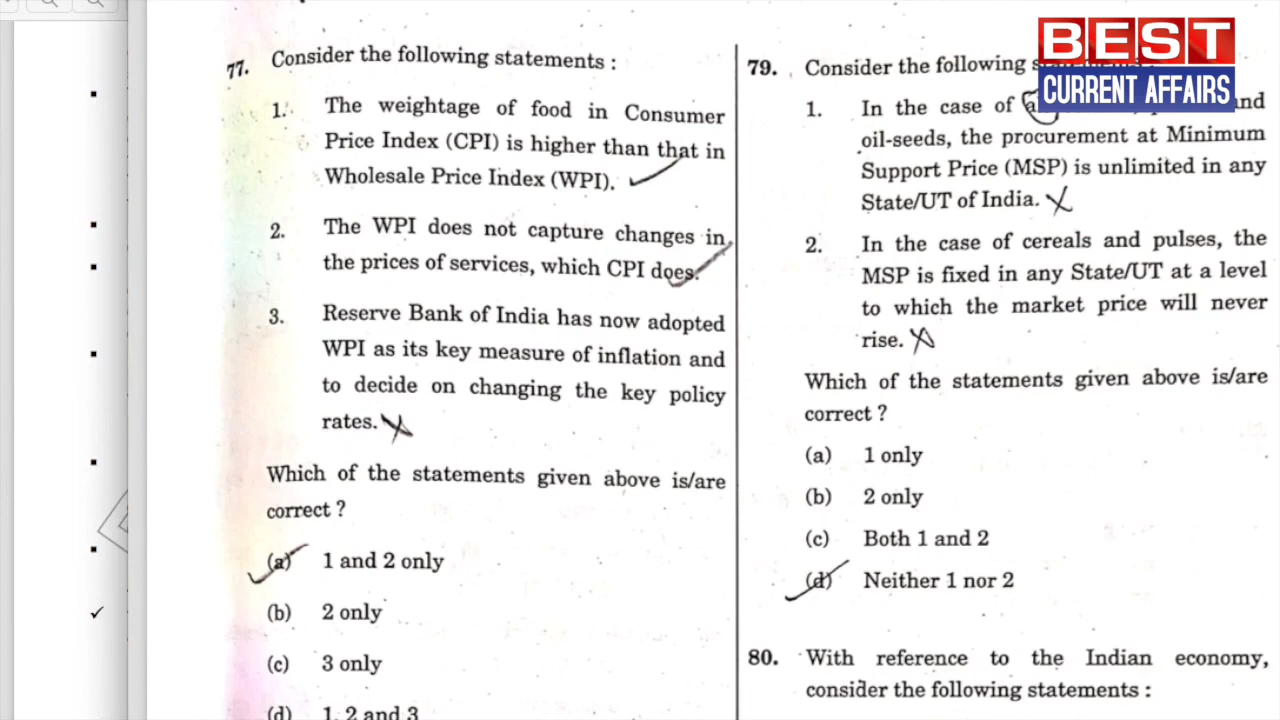 BEST
CURRENT AFFAIRS
77. Consider the following statements :
1. The weightage of food in Consumer
Price Index (CPI) is higher than that in
Wholesale Price Index (WPI).
2. The WPI does not capture changes in
the prices of services, which CPI does.
3. Reserve Bank of India has now adopted
WPI as its key measure of inflation and
to decide on changing the key policy
rates.
Which of the statements given above is/are
correct ?
(a) 1 and 2 only
(b) 2 only
(c) 3 only
(d) 1, 2 and 3
79. Consider the following
1. In the case of and
oil-seeds, the procurement at Minimum
Support Price (MSP) is unlimited in any
State/UT of India.
2. In the case of cereals and pulses, the
MSP is fixed in any State/UT at a level
to which the market price will never
rise.
Which of the statements given above is/are
correct ?
(a) 1 only
(b) 2 only
(c) Both 1 and 2
(d) Neither 1 nor 2
80. With reference to the Indian economy,
consider the following statements :